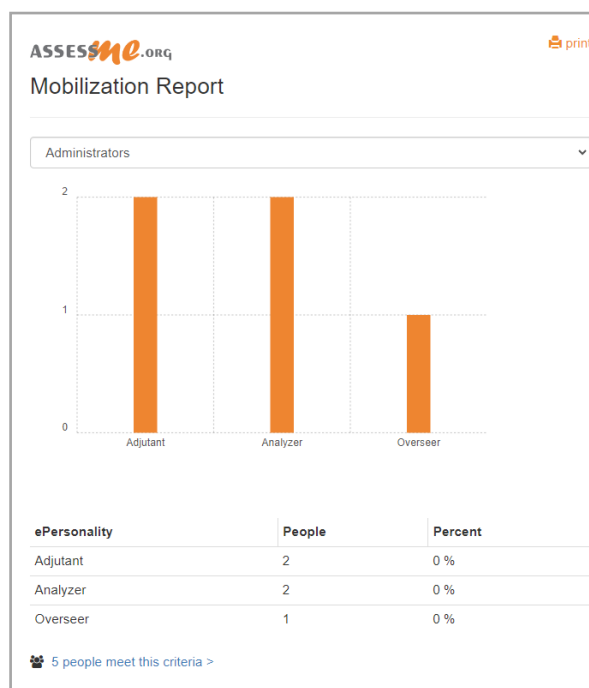 ASSESSME.ORG
print
Mobilization Report
Administrators
2
1
0
Adjutant Analyzer Overseer
ePersonality People Percent
Adjutant 2 0 %
Analyzer 2 0 %
Overseer 1 0 %
5 people meet this criteria >